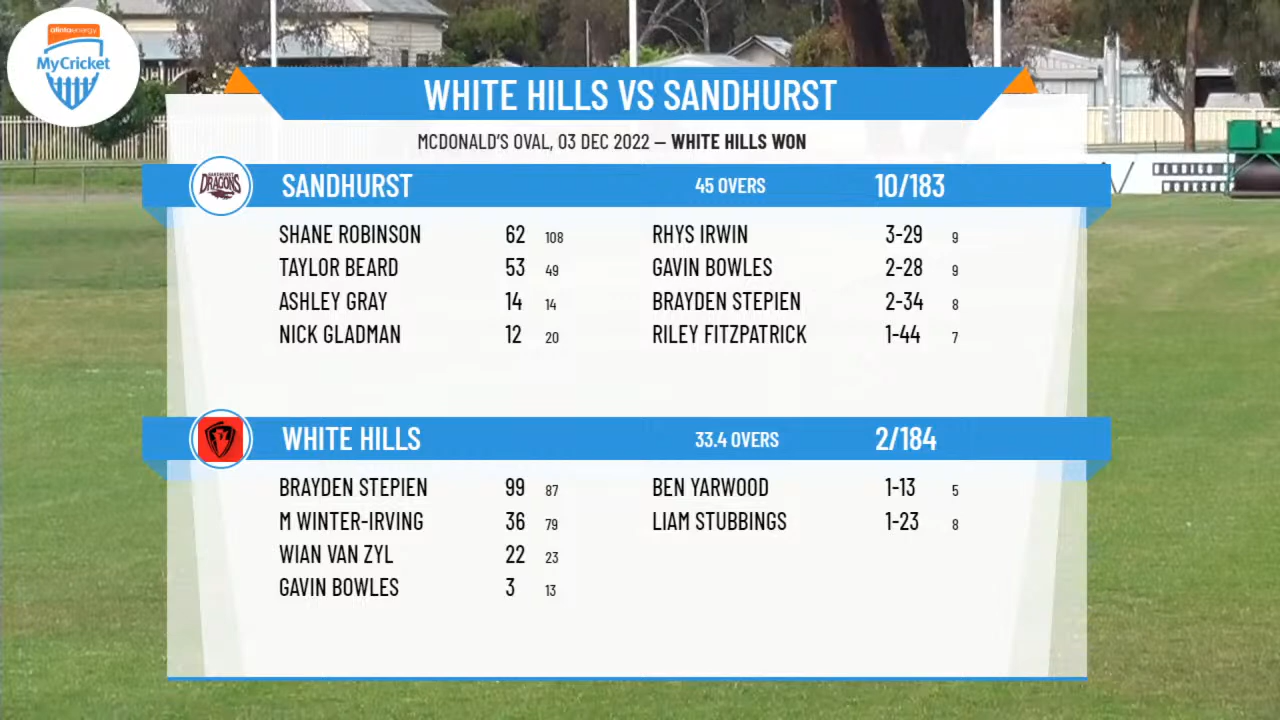 afintaenergy
MyCricket
WHITE HILLS VS SANDHURST
MCDONALD'S OVAL, 03 DEC 2022 – WHITE HILLS WON
DRAGONS
SANDHURST 45 OVERS 10/183
SHANE ROBINSON 62 108 RHYS IRWIN 3-29 9
TAYLOR BEARD 53 49 GAVIN BOWLES 2-28 9
ASHLEY GRAY 14 14 BRAYDEN STEPIEN 2-34 8
NICK GLADMAN 12 20 RILEY FITZPATRICK 1-44 7
WHITE HILLS 33.4 OVERS 2/184
BRAYDEN STEPIEN 99 87 BEN YARWOOD 1-13 5
M WINTER-IRVING 36 79 LIAM STUBBINGS 1-23 8
WIAN VAN ZYL 22 23
GAVIN BOWLES 3 13